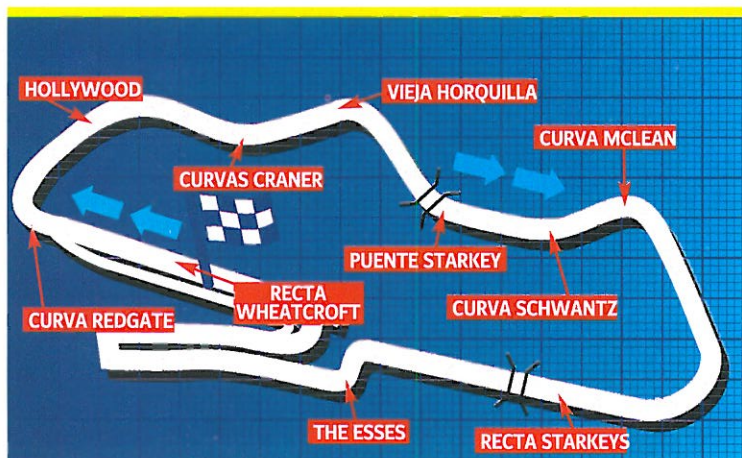 HOLLYWOOD
VIEJA HORQUILLA
CURVA MCLEAN
CURVAS CRANER
PUENTE STARKEY
RECTA
WHEATCROFT
CURVA SCHWANTZ
CURVA REDGATE
THE ESSES
RECTA STARKEYS